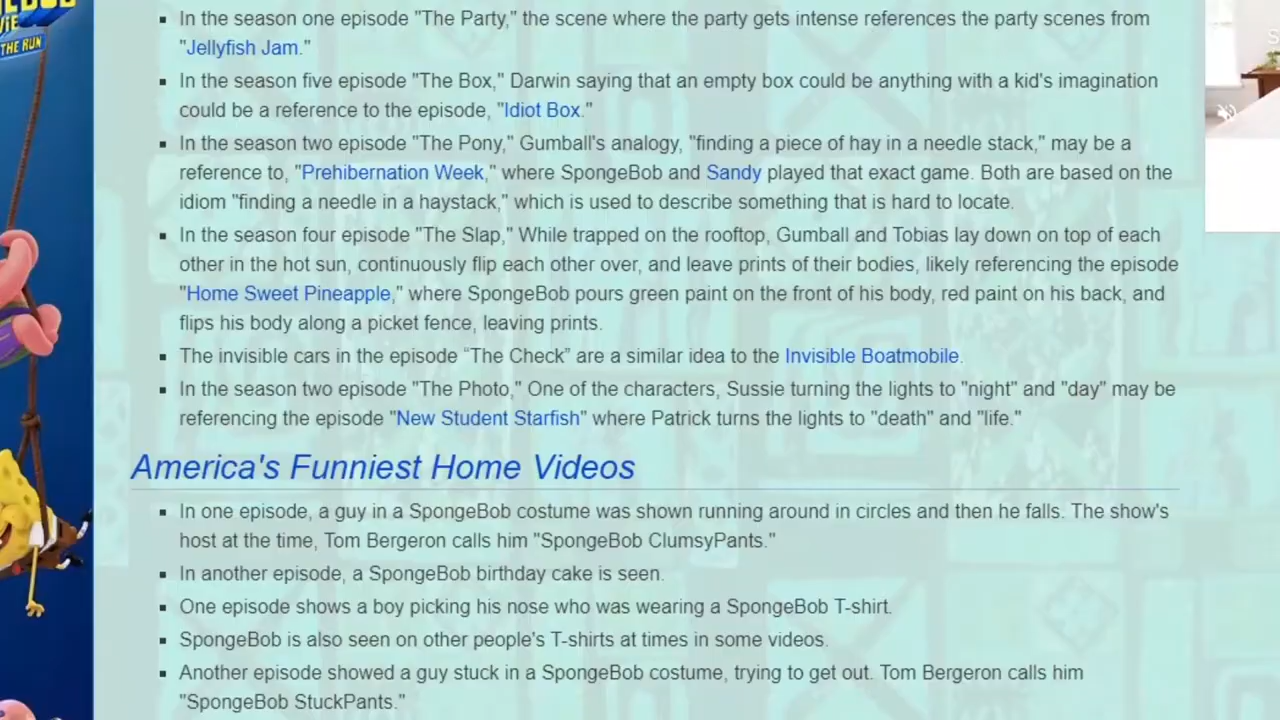 THE RUN
In the season one episode "The Party," the scene where the party gets intense references the party scenes from
"Jellyfish Jam."
In the season five episode "The Box," Darwin saying that an empty box could be anything with a kid's imagination
could be a reference to the episode, "Idiot Box."
In the season two episode "The Pony," Gumball's analogy, "finding a piece of hay in a needle stack," may be a
reference to, "Prehibernation Week," where SpongeBob and Sandy played that exact game. Both are based on the
idiom "finding a needle in a haystack," which is used to describe something that is hard to locate.
In the season four episode "The Slap," While trapped on the rooftop, Gumball and Tobias lay down on top of each
other in the hot sun, continuously flip each other over, and leave prints of their bodies, likely referencing the episode
"Home Sweet Pineapple," where SpongeBob pours green paint on the front of his body, red paint on his back, and
flips his body along a picket fence, leaving prints.
The invisible cars in the episode “The Check” are a similar idea to the Invisible Boatmobile.
In the season two episode "The Photo," One of the characters, Sussie turning the lights to "night" and "day" may be
referencing the episode "New Student Starfish" where Patrick turns the lights to "death" and "life."
America's Funniest Home Videos
In one episode, a guy in a SpongeBob costume was shown running around in circles and then he falls. The show's
host at the time, Tom Bergeron calls him "SpongeBob ClumsyPants."
In another episode, a SpongeBob birthday cake is seen.
One episode shows a boy picking his nose who was wearing a SpongeBob T-shirt.
SpongeBob is also seen on other people's T-shirts at times in some videos.
Another episode showed a guy stuck in a SpongeBob costume, trying to get out. Tom Bergeron calls him
"SpongeBob StuckPants."